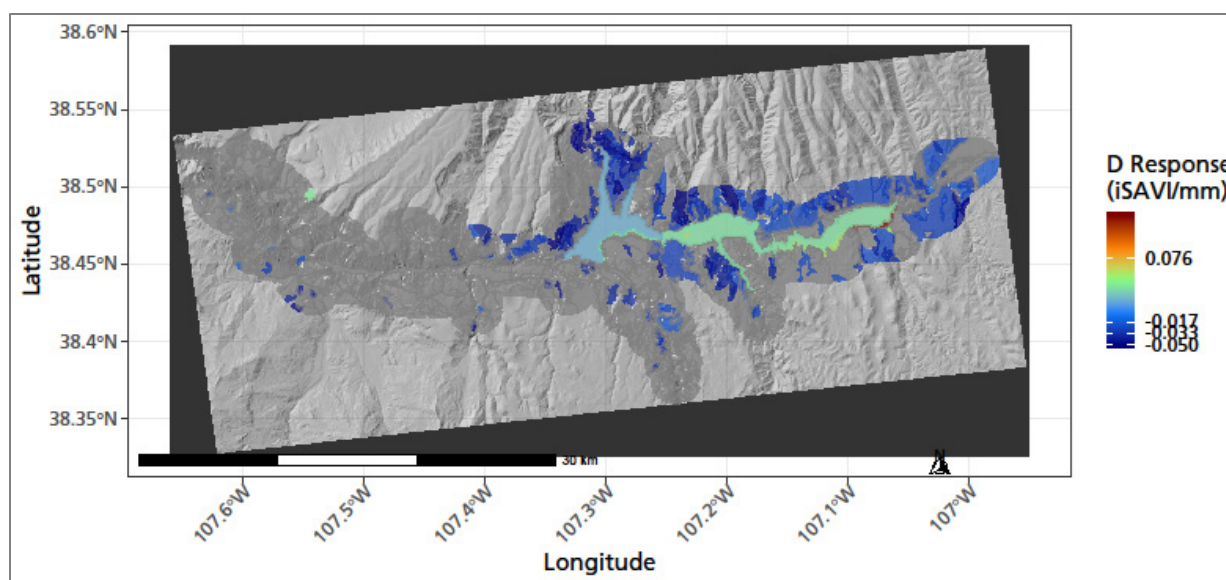 38.6°N
38.55°N
38.5°N
38.45°N
38.4°N
38.35°N
Latitude
30 km
N
107.6°W
107.5°W
107.4°W
107.3°W
107.2°W
107.1°W
107°W
Longitude
D Response
(iSAVI/mm)
0.076
-0.017
-0.033
-0.050